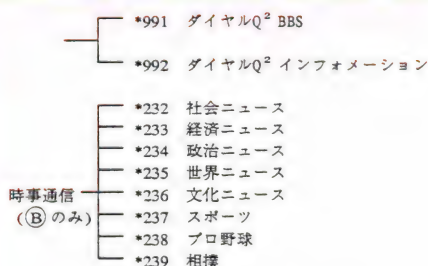 *991 ダイヤルQ² BBS
*992 ダイヤルQ² インフォメーション
*232 社会ニュース
*233 経済ニュース
*234 政治ニュース
*235 世界ニュース
時事通信
*236 文化ニュース
(Ⓑのみ)
*237 スポーツ
*238 プロ野球
*239 相撲